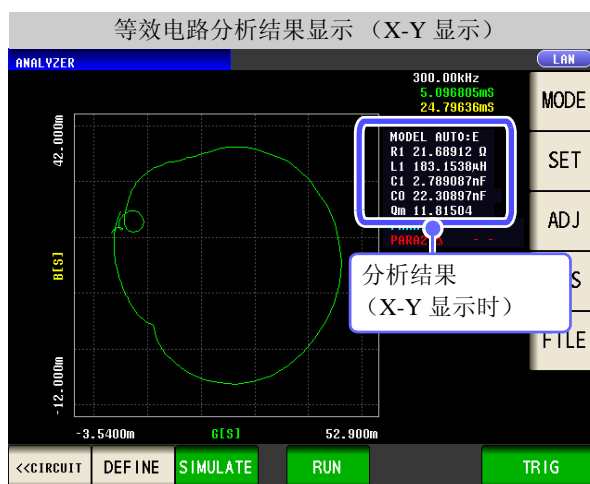 等效电路分析结果显示 （X-Y 显示）
ANALYZER
LAN
300.00kHz
5.096805mS
24.79636mS
MODE
42.000m
MODEL AUTO:E
R1 21.68912 Ω
L1 183.1538μH
C1 2.789087nF
C0 22.30897nF
Qm 11.81504
SET
ADJ
B[S]
分析结果
（X-Y 显示时）
S
FILE
-12.000m
-3.5400m
G[S]
52.900m
<<CIRCUIT
DEFINE
SIMULATE
RUN
TRIG